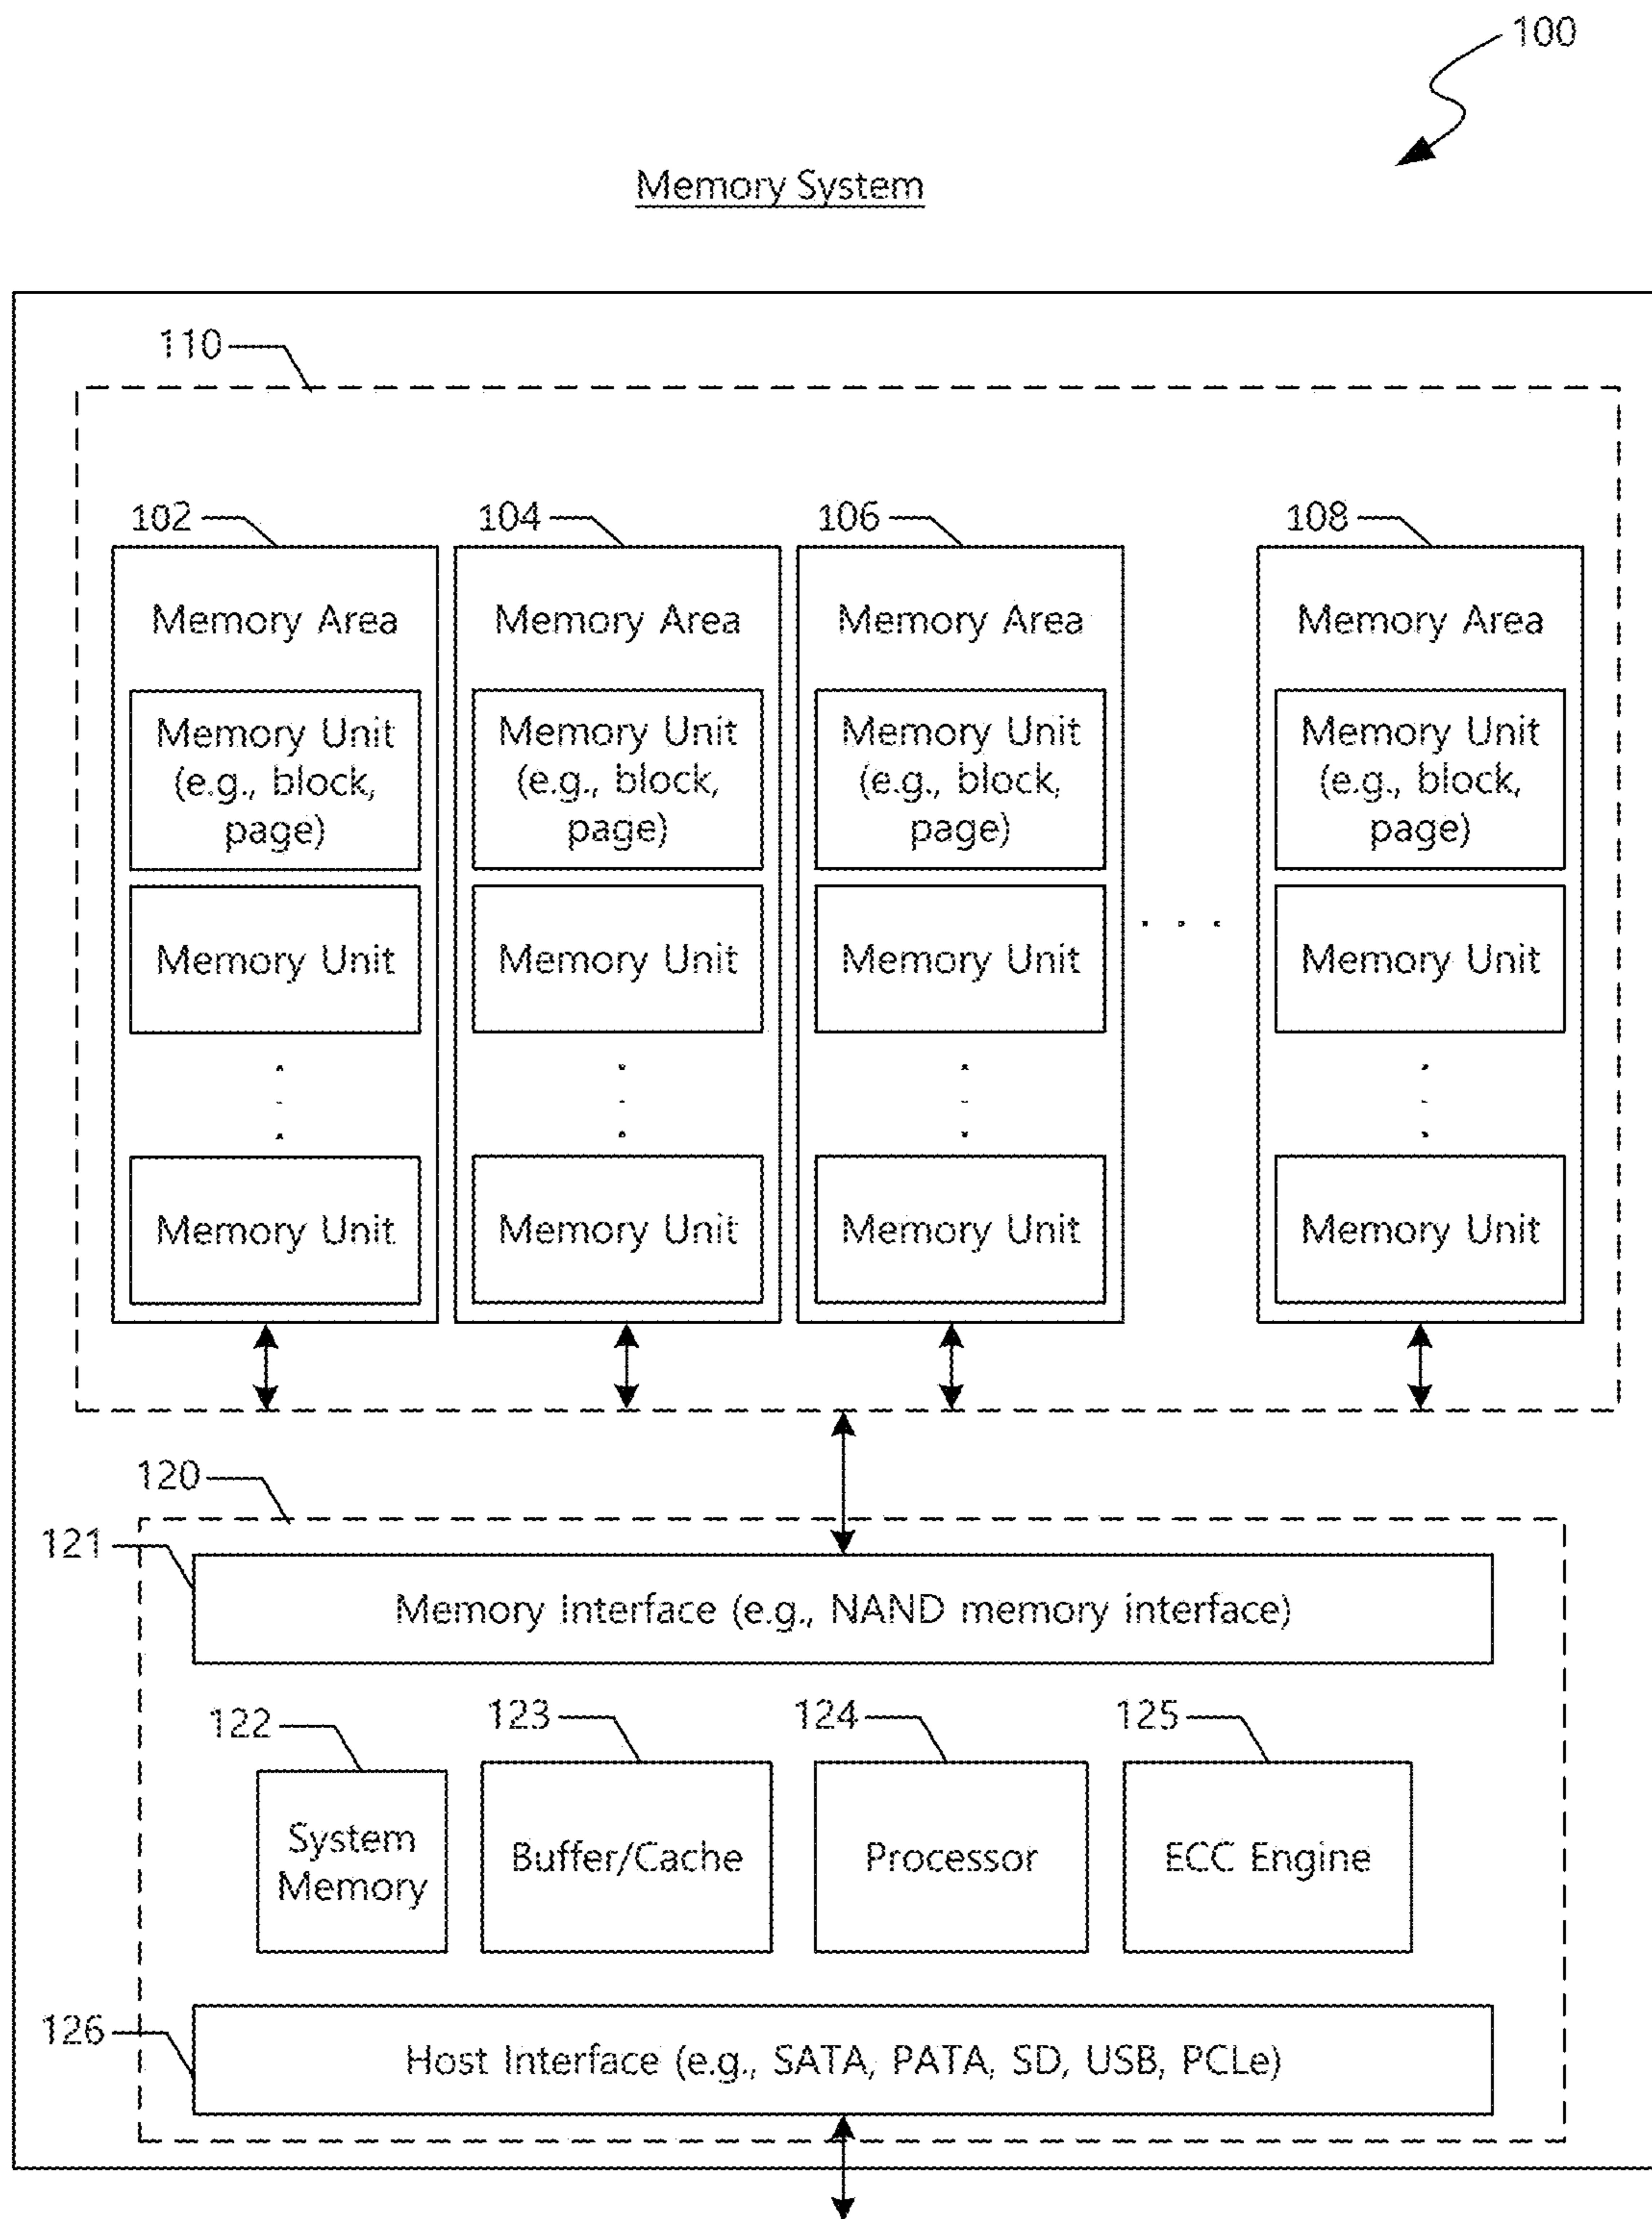 100
Memory System
110
102
104
106
108
Memory Area
Memory Area
Memory Area
Memory Area
Memory Unit
(e.g., block,
page)
Memory Unit
(e.g., block,
page)
Memory Unit
(e.g., block,
page)
Memory Unit
(e.g., block,
page)
Memory Unit
Memory Unit
Memory Unit
. . .
Memory Unit
Memory Unit
Memory Unit
Memory Unit
Memory Unit
120
121
Memory Interface (e.g., NAND memory interface)
122
123
124
125
System
Memory
Buffer/Cache
Processor
ECC Engine
126
Host Interface (e.g., SATA, PATA, SD, USB, PCLe)